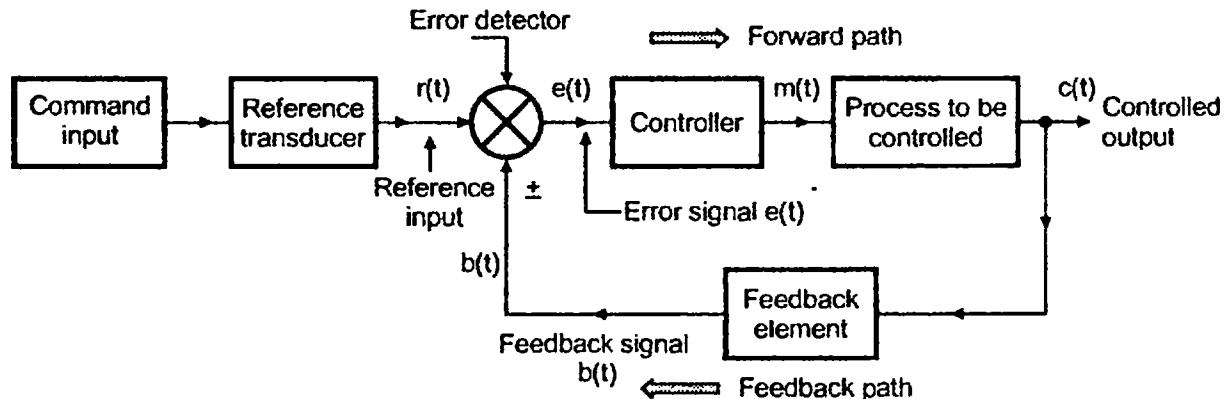 Error detector
Forward path
Command
input
Reference
transducer
r(t)
e(t)
Controller
m(t)
Process to be
controlled
c(t)
Controlled
output
Reference
input
±
Error signal e(t)
b(t)
Feedback
element
Feedback signal
b(t)
Feedback path